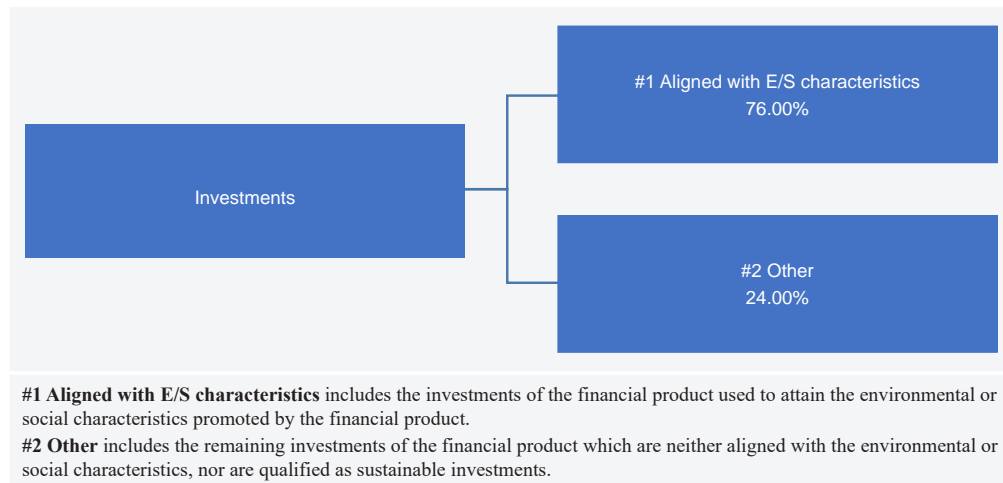 #1 Aligned with E/S characteristics
76.00%
Investments
#2 Other
24.00%
#1 Aligned with E/S characteristics includes the investments of the financial product used to attain the environmental or
social characteristics promoted by the financial product.
#2 Other includes the remaining investments of the financial product which are neither aligned with the environmental or
social characteristics, nor are qualified as sustainable investments.